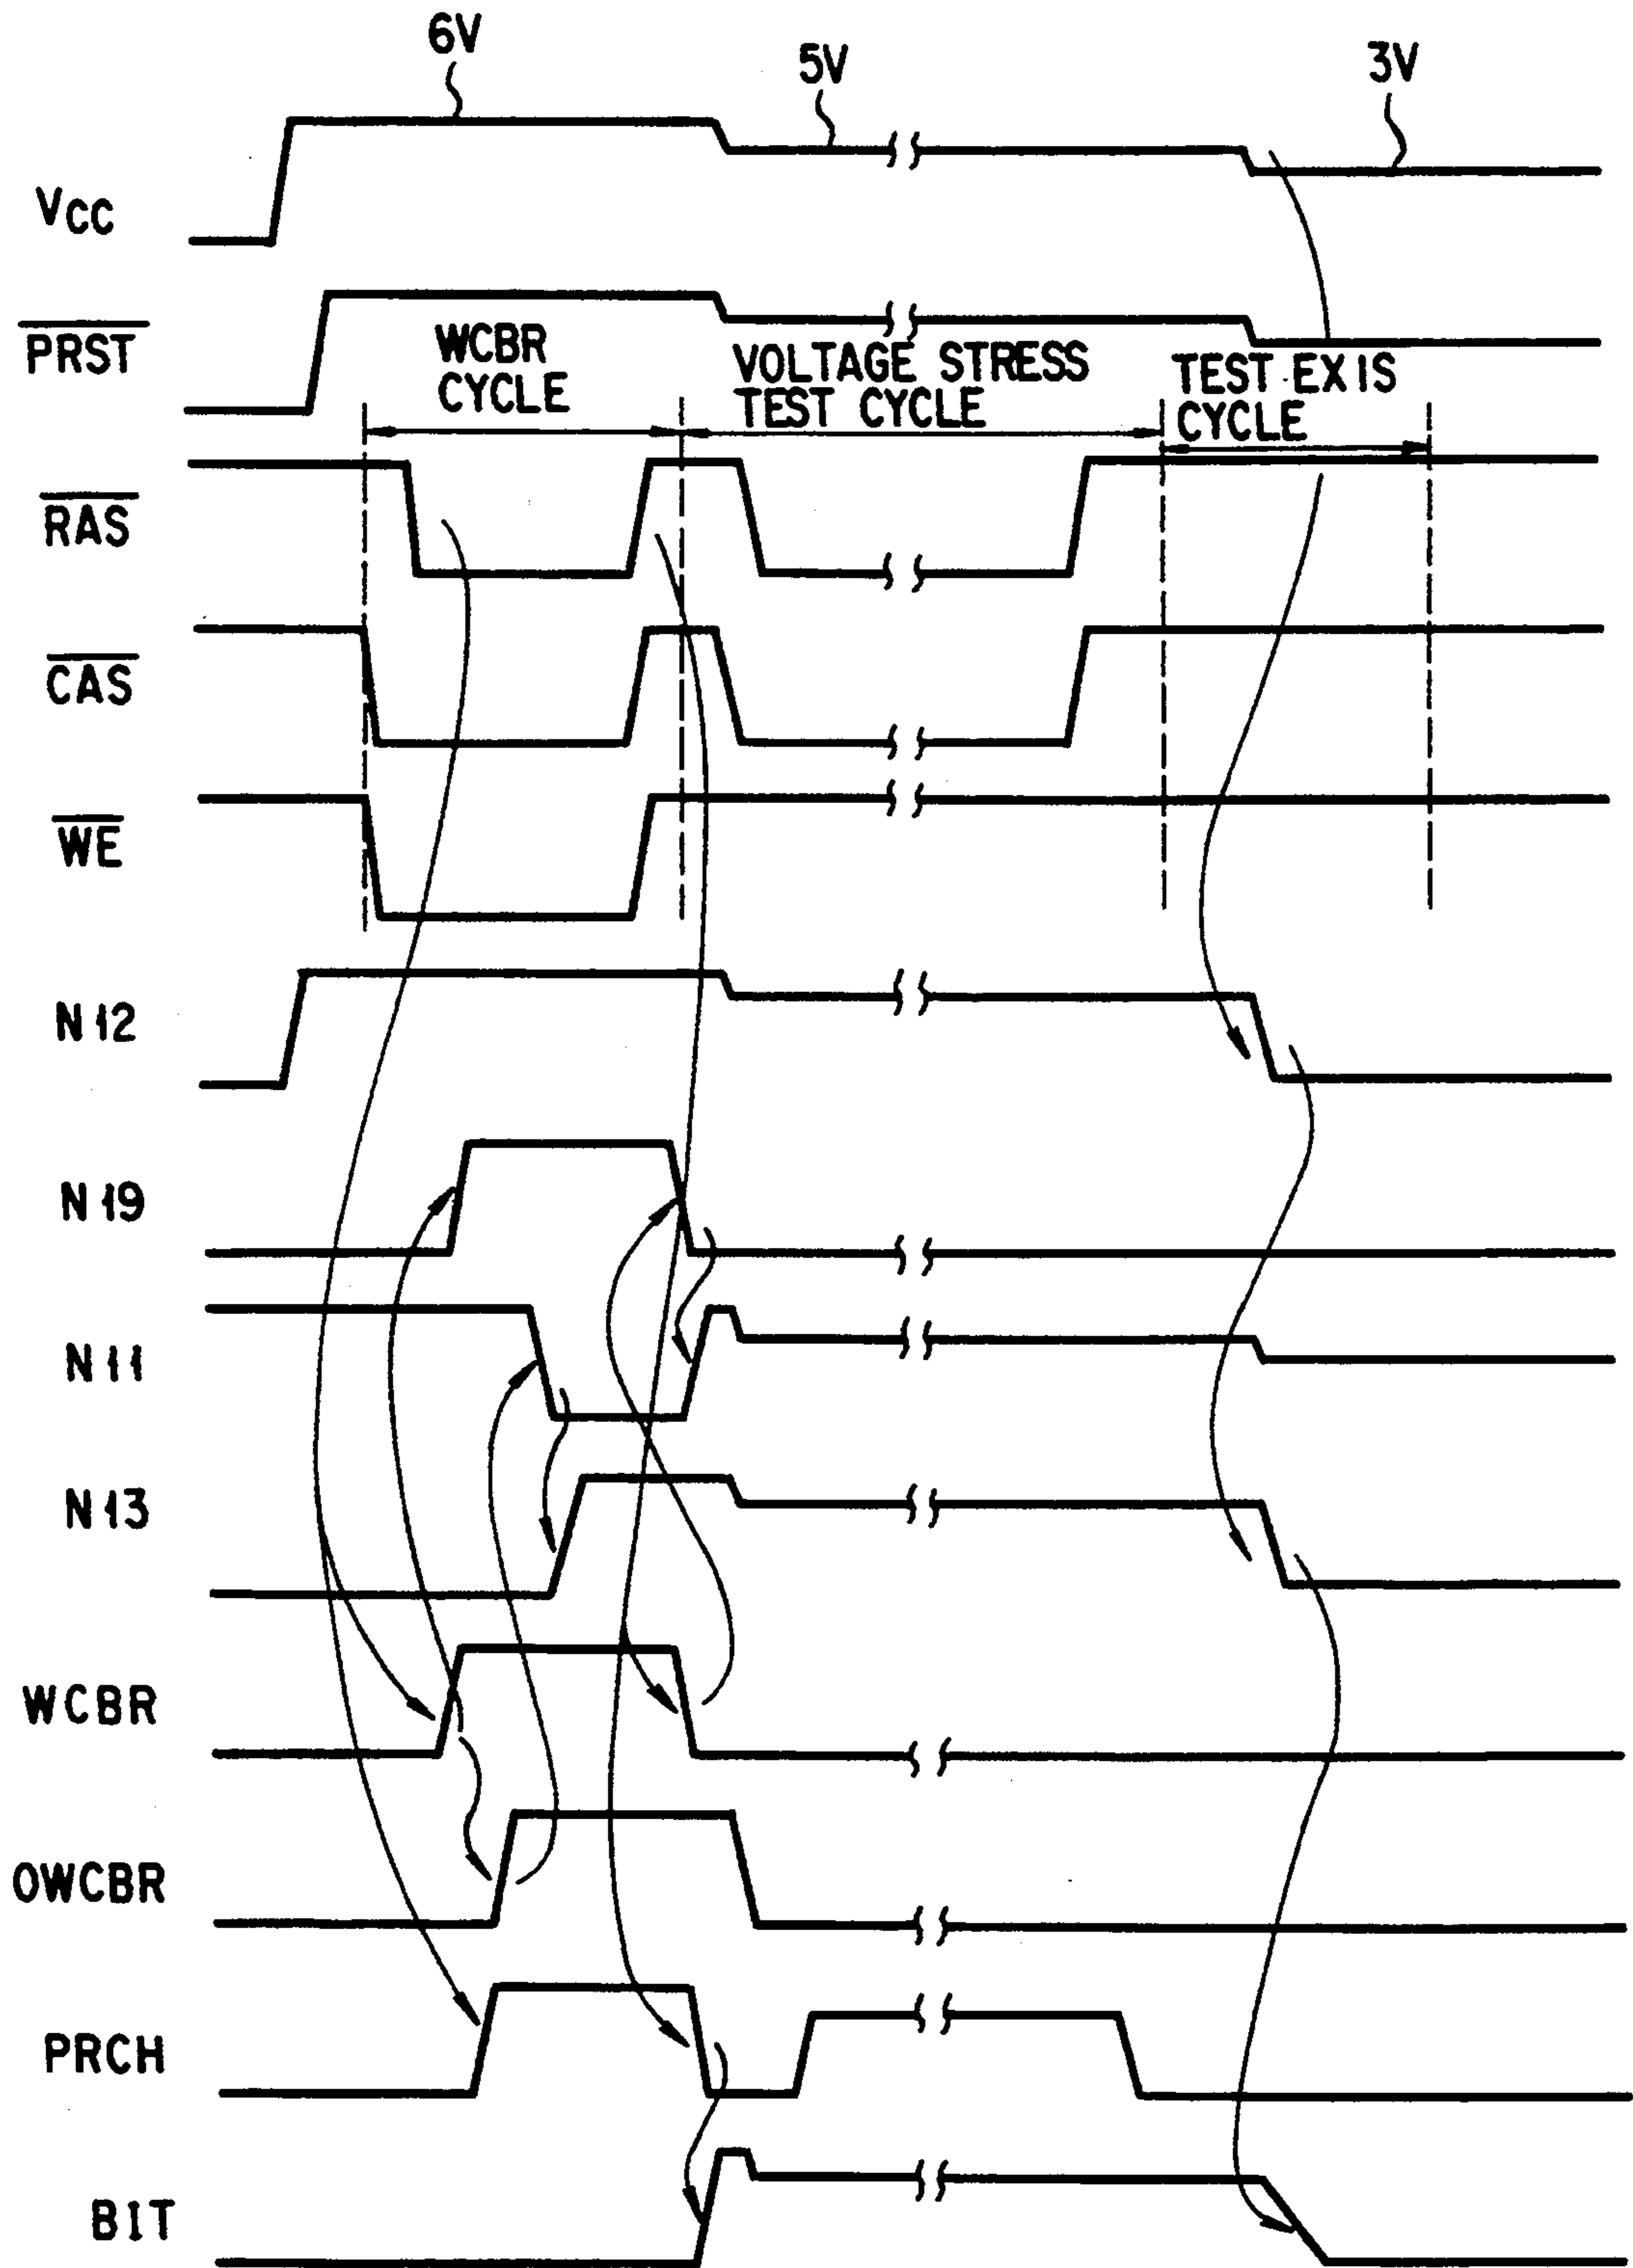 6V
5V
3V
VCC
PRST
WCBR
CYCLE
VOLTAGE STRESS
TEST CYCLE
TEST EXIS
CYCLE
RAS
CAS
WE
N12
N19
N11
N13
WCBR
OWCBR
PRCH
BIT